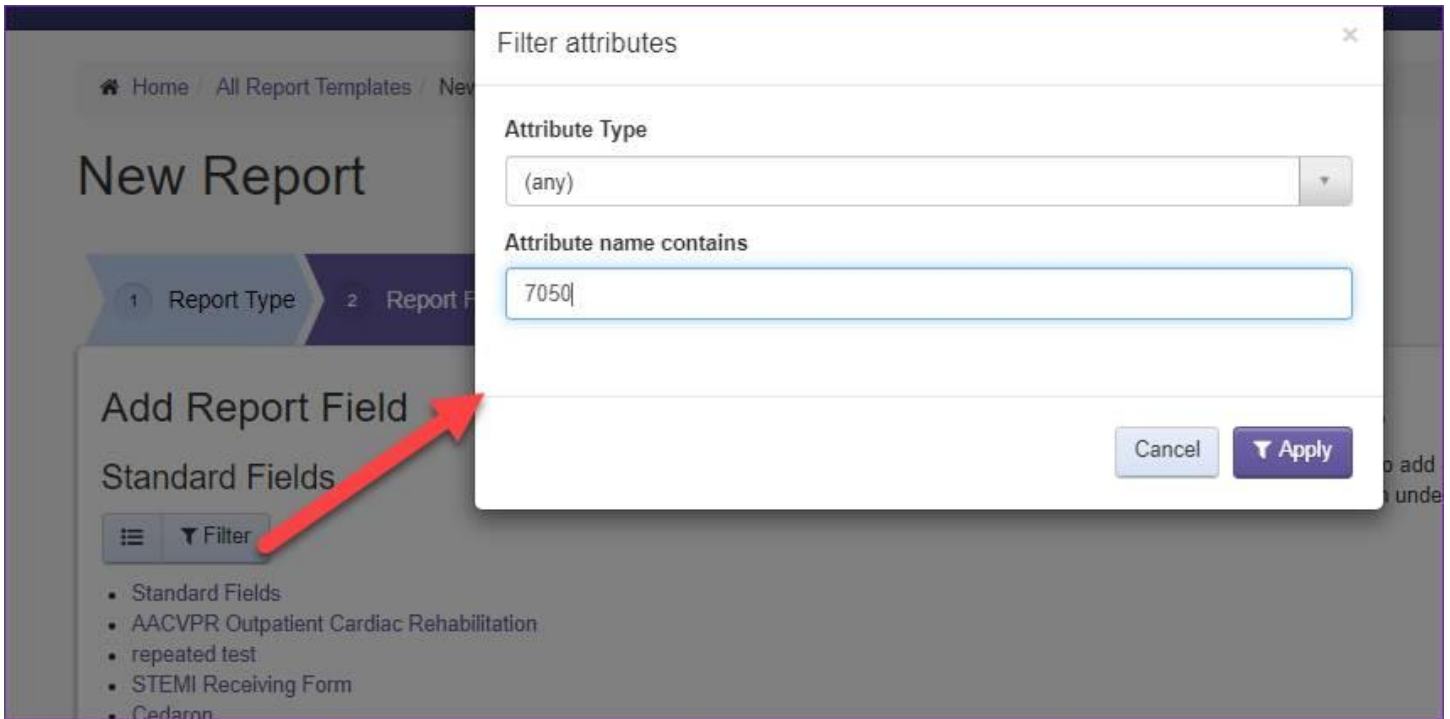 Filter attributes
×
Home / All Report Templates / New
Attribute Type
New Report
(any)
Attribute name contains
7050
1 Report Type 2 Report F
Add Report Field
Cancel Apply
Standard Fields
o add
unde
Filter
• Standard Fields
• AACVPR Outpatient Cardiac Rehabilitation
• repeated test
• STEMI Receiving Form
• Cedaron